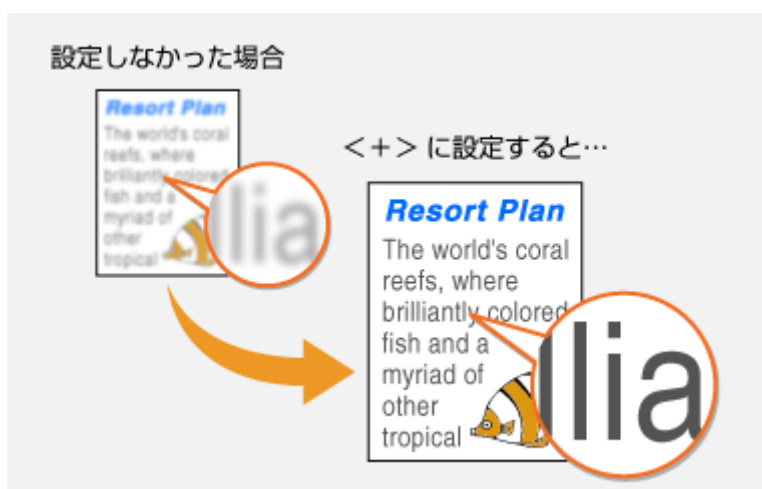 設定しなかった場合
Resort Plan
The world's coral
reefs, where
brilliantly colored
fish and a
myriad of
other
tropical
lia
<+> に設定すると…
Resort Plan
The world's coral
reefs, where
brilliantly colored
fish and a
myriad of
other
tropical
llia